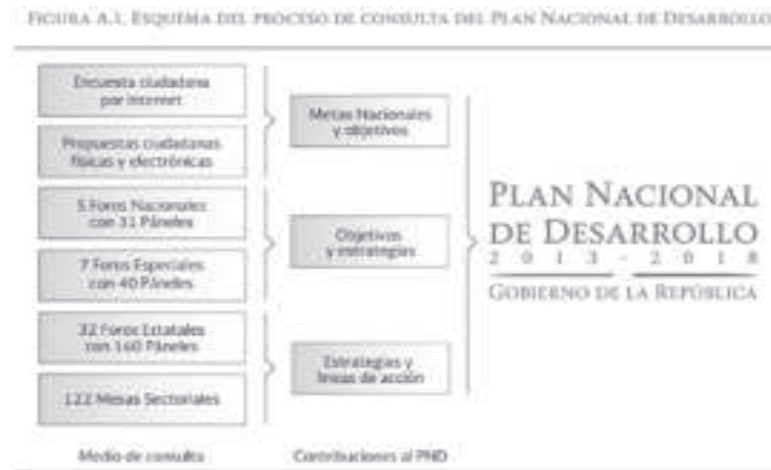 FIGURA A.1. ESQUEMA DEL PROCESO DE CONSULTA DEL PLAN NACIONAL DE DESARROLLO
Encuesta ciudadana
por internet
Propuestas ciudadanas
físicas y electrónicas
5 Foros Nacionales
con 31 Páneles
7 Foros Especiales
con 40 Páneles
32 Foros Estatales
con 160 Páneles
122 Mesas Sectoriales
Medio de consulta
Metas Nacionales
y objetivos
Objetivos
y estrategias
Estrategias y
líneas de acción
Contribuciones al PND
PLAN NACIONAL
DE DESARROLLO
2013-2018
GOBIERNO DE LA REPÚBLICA